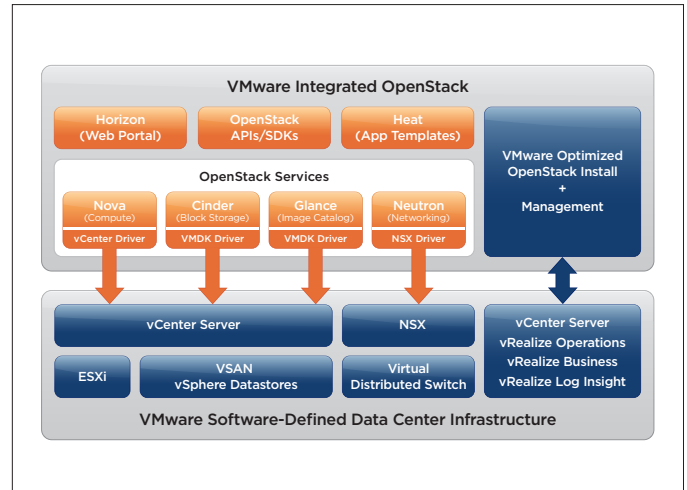 VMware Integrated OpenStack
Horizon
(Web Portal)
OpenStack
APIs/SDKs
Heat
(App Templates)
VMware Optimized
OpenStack Install
+
Management
OpenStack Services
Nova
(Compute)
vCenter Driver
Cinder
(Block Storage)
VMDK Driver
Glance
(Image Catalog)
VMDK Driver
Neutron
(Networking)
NSX Driver
vCenter Server
NSX
vCenter Server
vRealize Operations
vRealize Business
vRealize Log Insight
ESXi
VSAN
vSphere Datastores
Virtual
Distributed Switch
VMware Software-Defined Data Center Infrastructure